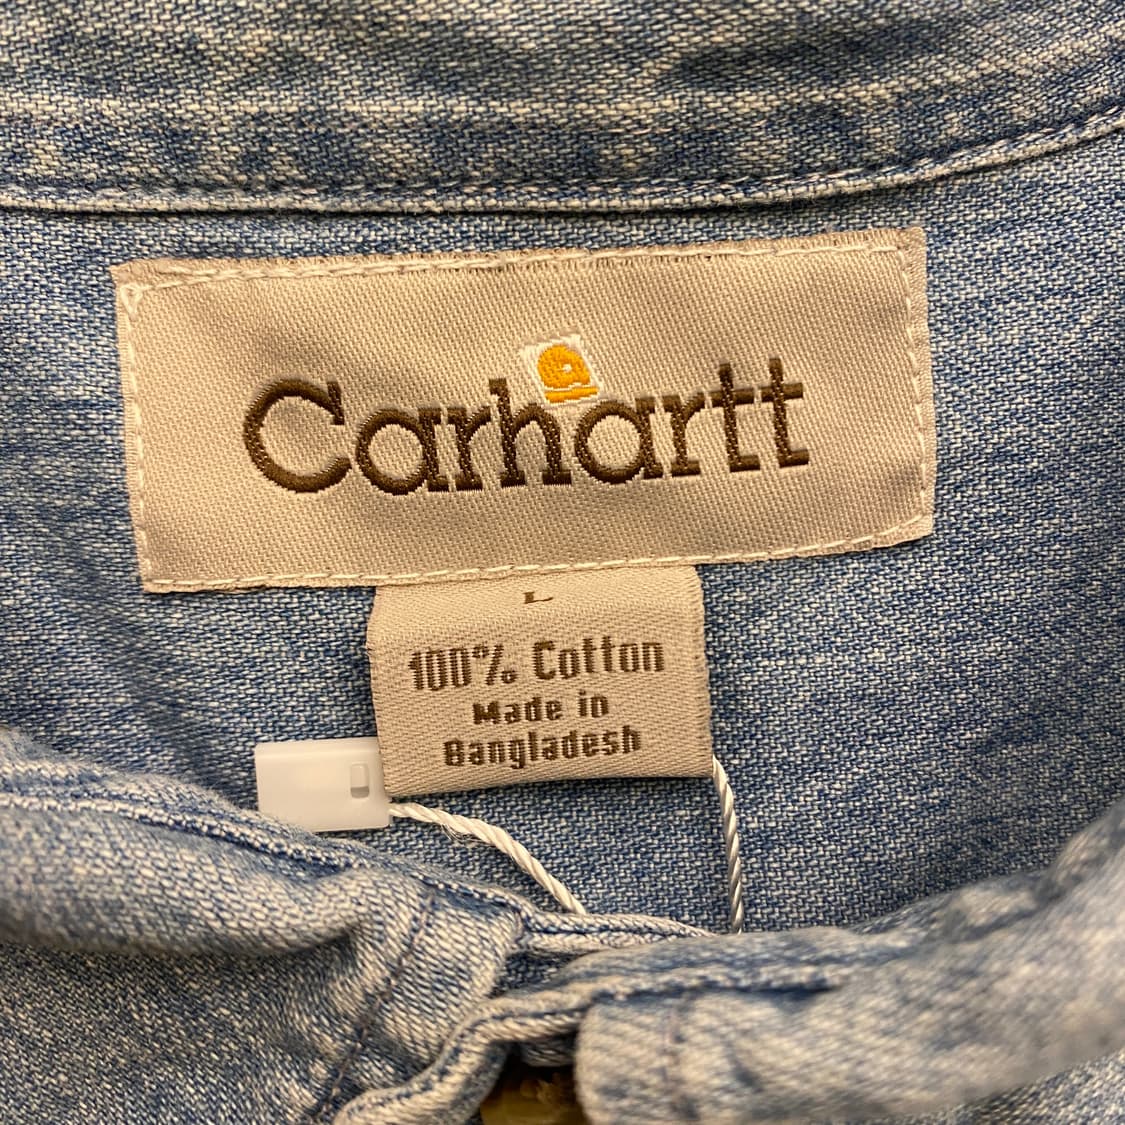 Carhartt
L
100% Cotton
Made in
Bangladesh